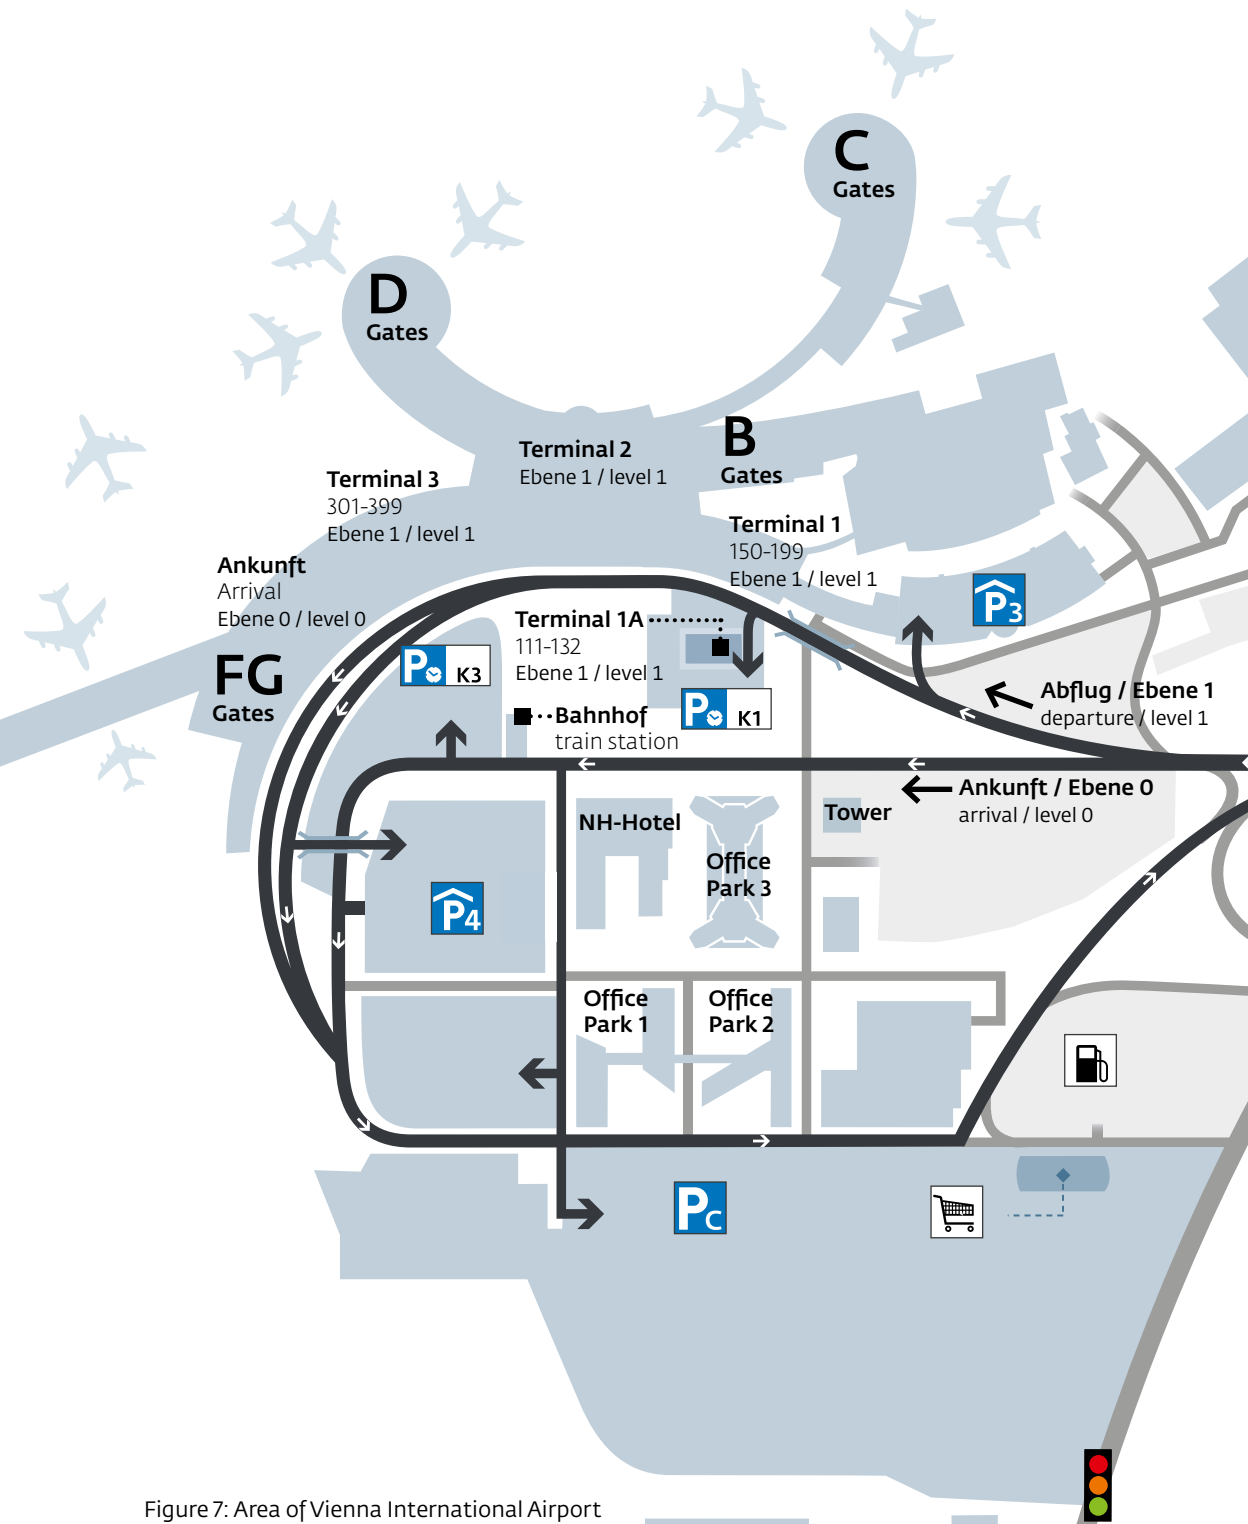 C
Gates
D
Gates
B
Gates
Terminal 2
Ebene 1 / level 1
Terminal 3
301-399
Ebene 1 / level 1
Terminal 1
150-199
Ebene 1 / level 1
Ankunft
Arrival
Ebene 0 / level 0
FG
Gates
Terminal 1A
111-132
Ebene 1 / level 1
P3
P K3
P K1
Bahnhof
train station
Abflug / Ebene 1
departure / level 1
Ankunft / Ebene 0
arrival / level 0
NH-Hotel
Tower
Office
Park 3
P4
Office
Park 1
Office
Park 2
PC
Figure 7: Area of Vienna International Airport